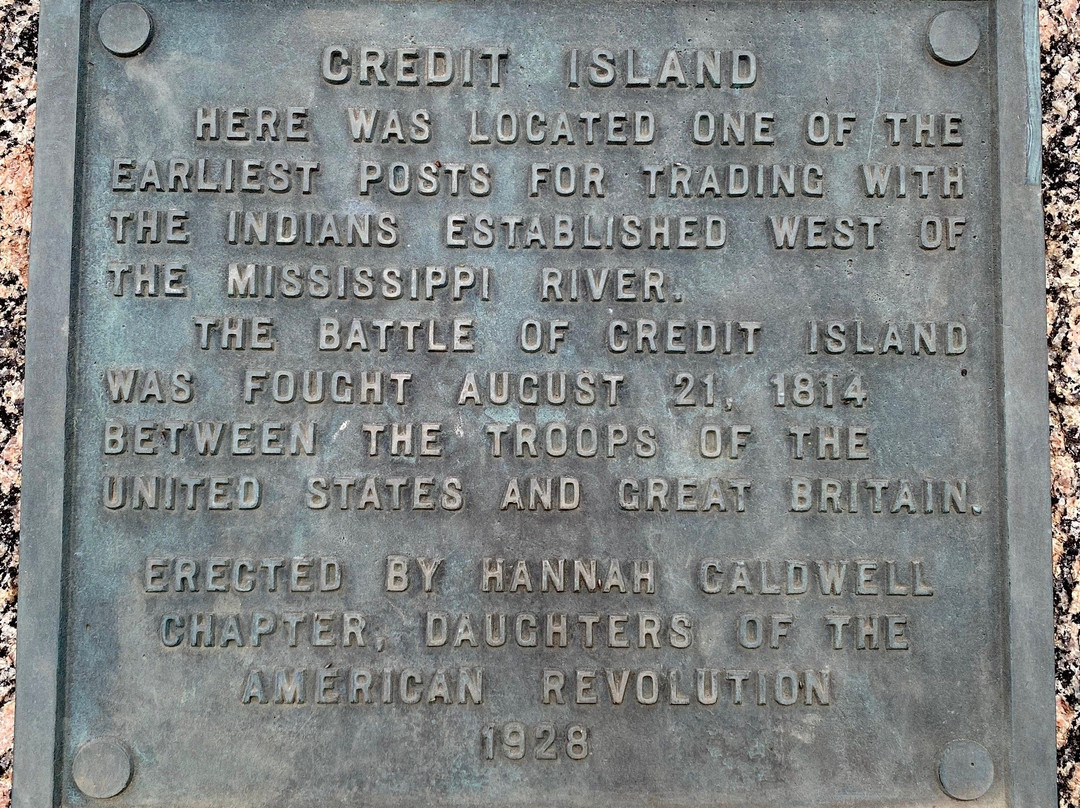 CREDIT ISLAND
HERE WAS LOCATED ONE OF THE
EARLIEST POSTS FOR TRADING WITH
THE INDIANS ESTABLISHED WEST OF
THE MISSISSIPPI RIVER.
THE BATTLE OF CREDIT ISLAND
WAS FOUGHT AUGUST 21, 1814
BETWEEN THE TROOPS OF THE
UNITED STATES AND GREAT BRITAIN.
ERECTED BY HANNAH CALDWELL
CHAPTER, DAUGHTERS OF THE
AMERICAN REVOLUTION
1928